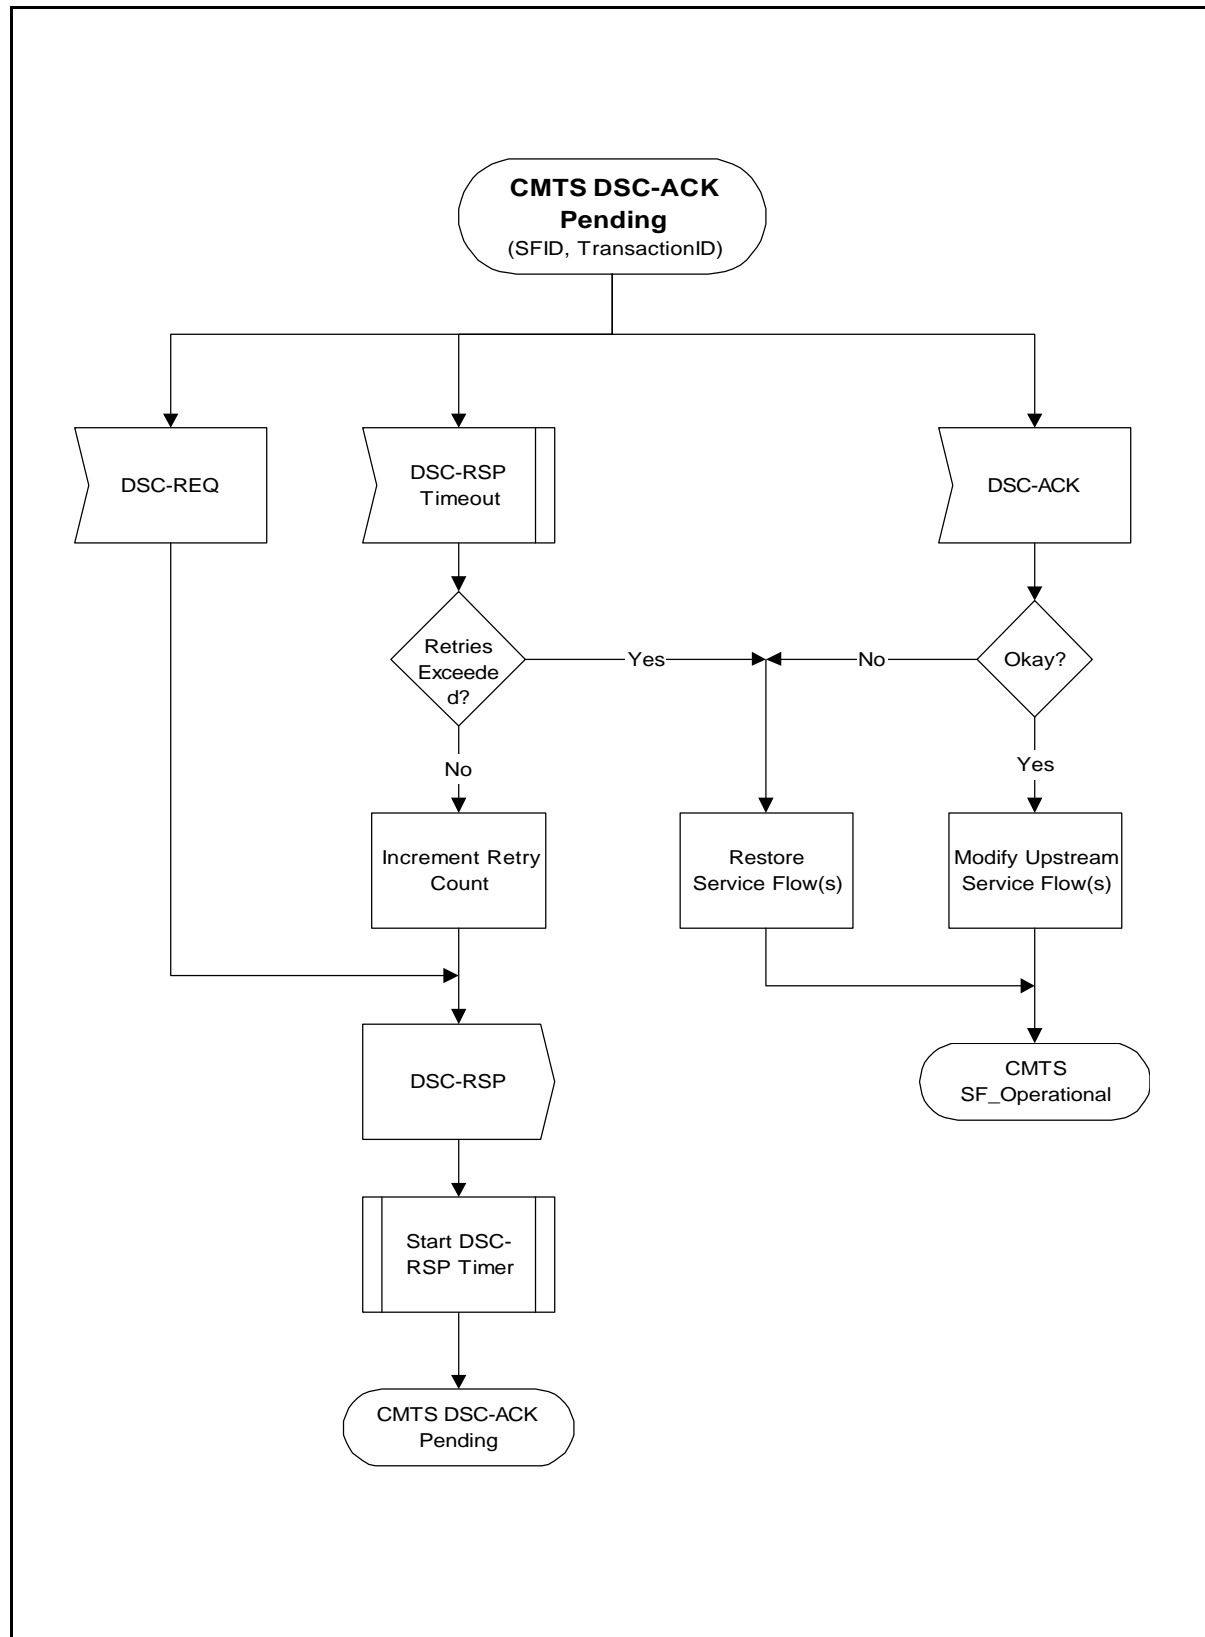 CMTS DSC-ACK
Pending
(SFID, TransactionID)
DSC-REQ
DSC-RSP
Timeout
DSC-ACK
Retries
Exceede
d?
Yes
No
Okay?
No
Yes
Increment Retry
Count
Restore
Service Flow(s)
Modify Upstream
Service Flow(s)
DSC-RSP
CMTS
SF_Operational
Start DSC-
RSP Timer
CMTS DSC-ACK
Pending